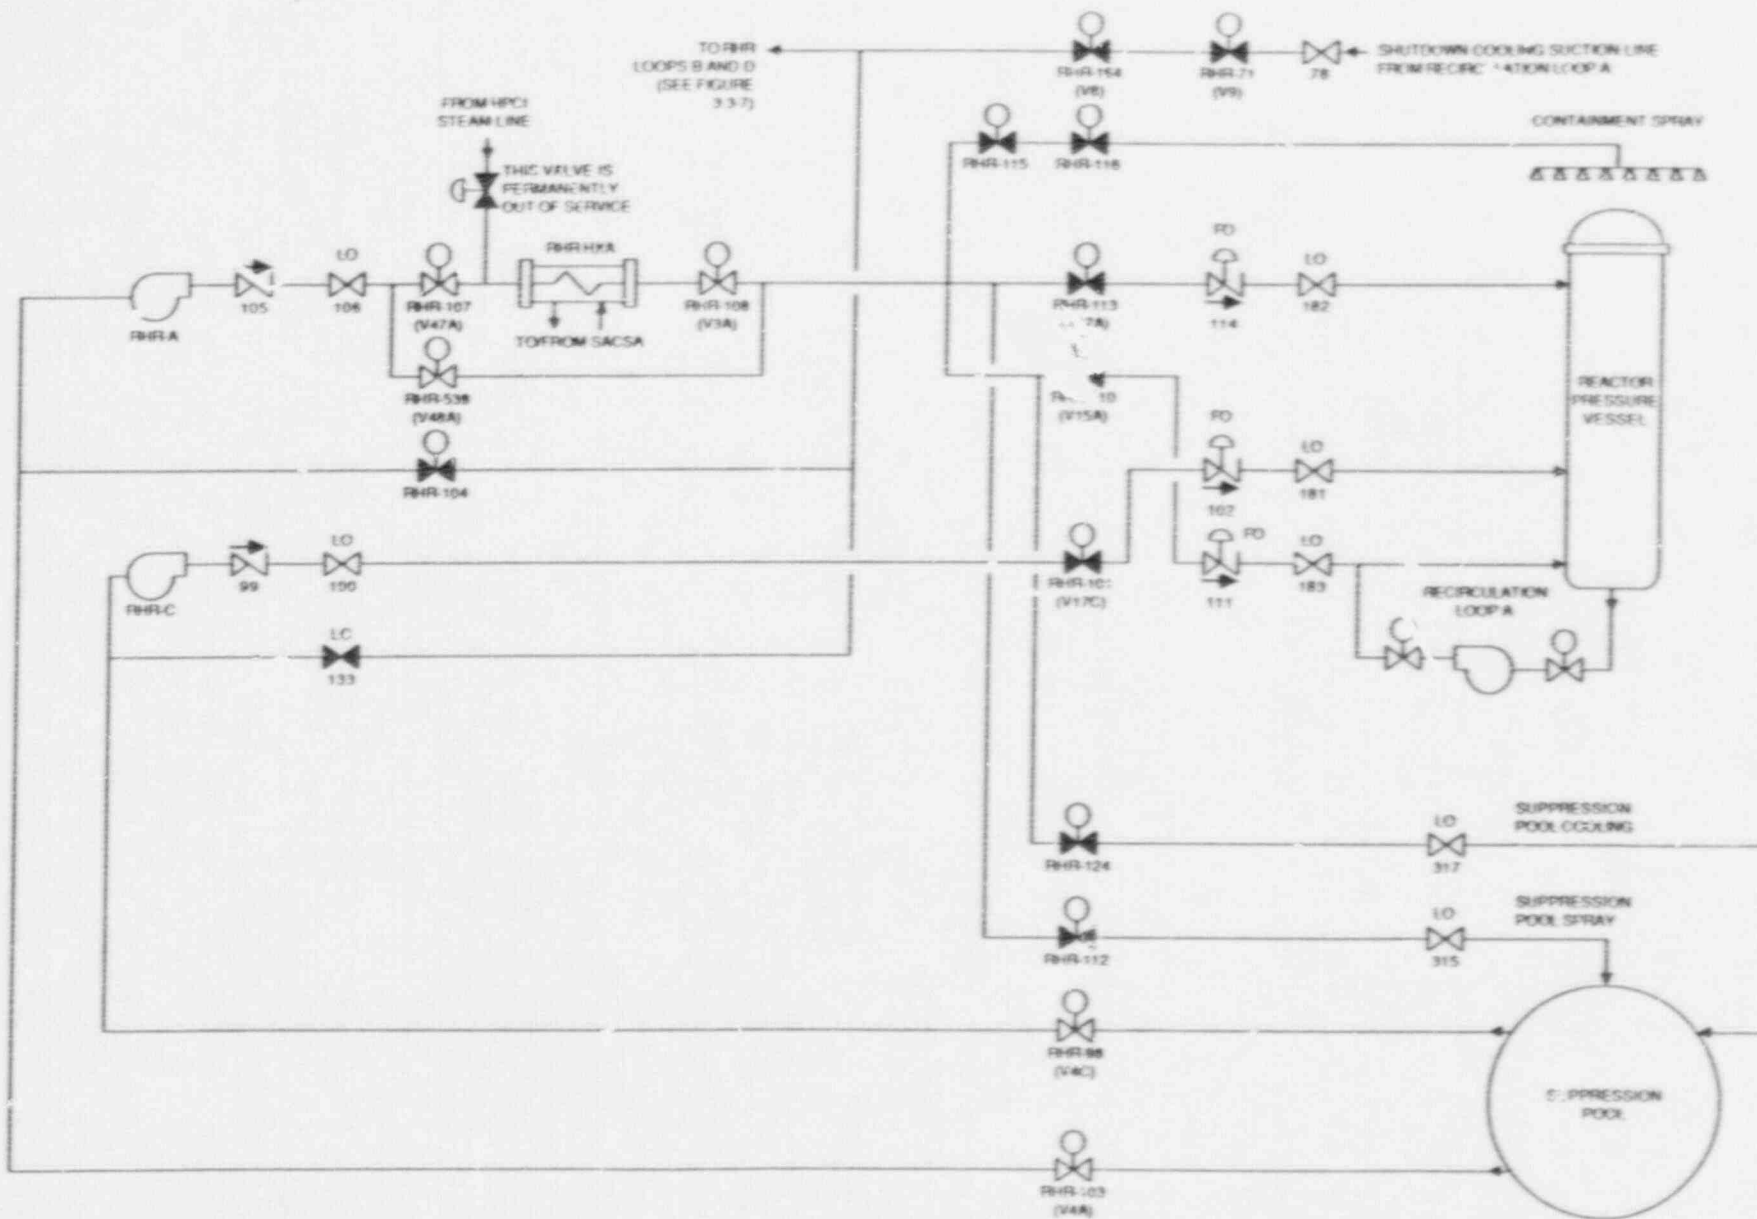 TO RHR
LOOPS B AND D
(SEE FIGURE
3.3-7)
RHR-164
(V8)
RHR-71
(V9)
78
SHUTDOWN COOLING SUCTION LINE
FROM LOOP A
FROM HPCI
STEAM LINE
RHR-115
RHR-116
CONTAINMENT SPRAY
THIS VALVE IS
PERMANENTLY
OUT OF SERVICE
LO
RHR HXA
FO
LO
RHR-A
105
106
RHR-107
(V47A)
RHR-108
(V3A)
TO/FROM SACSA
RHR-113
114
182
RHR-538
(V48A)
(V15A)
REACTOR
PRESSURE
VESSEL
FO
LO
RHR-104
102
181
LO
FO
LO
RHR-C
99
100
(V17C)
111
183
RECIRCULATION
LOOP A
LC
133
RHR-124
LO
317
SUPPRESSION
POOL COOLING
RHR-112
LO
315
SUPPRESSION
POOL SPRAY
RHR-98
(V4C)
SUPPRESSION
POOL
(V4A)